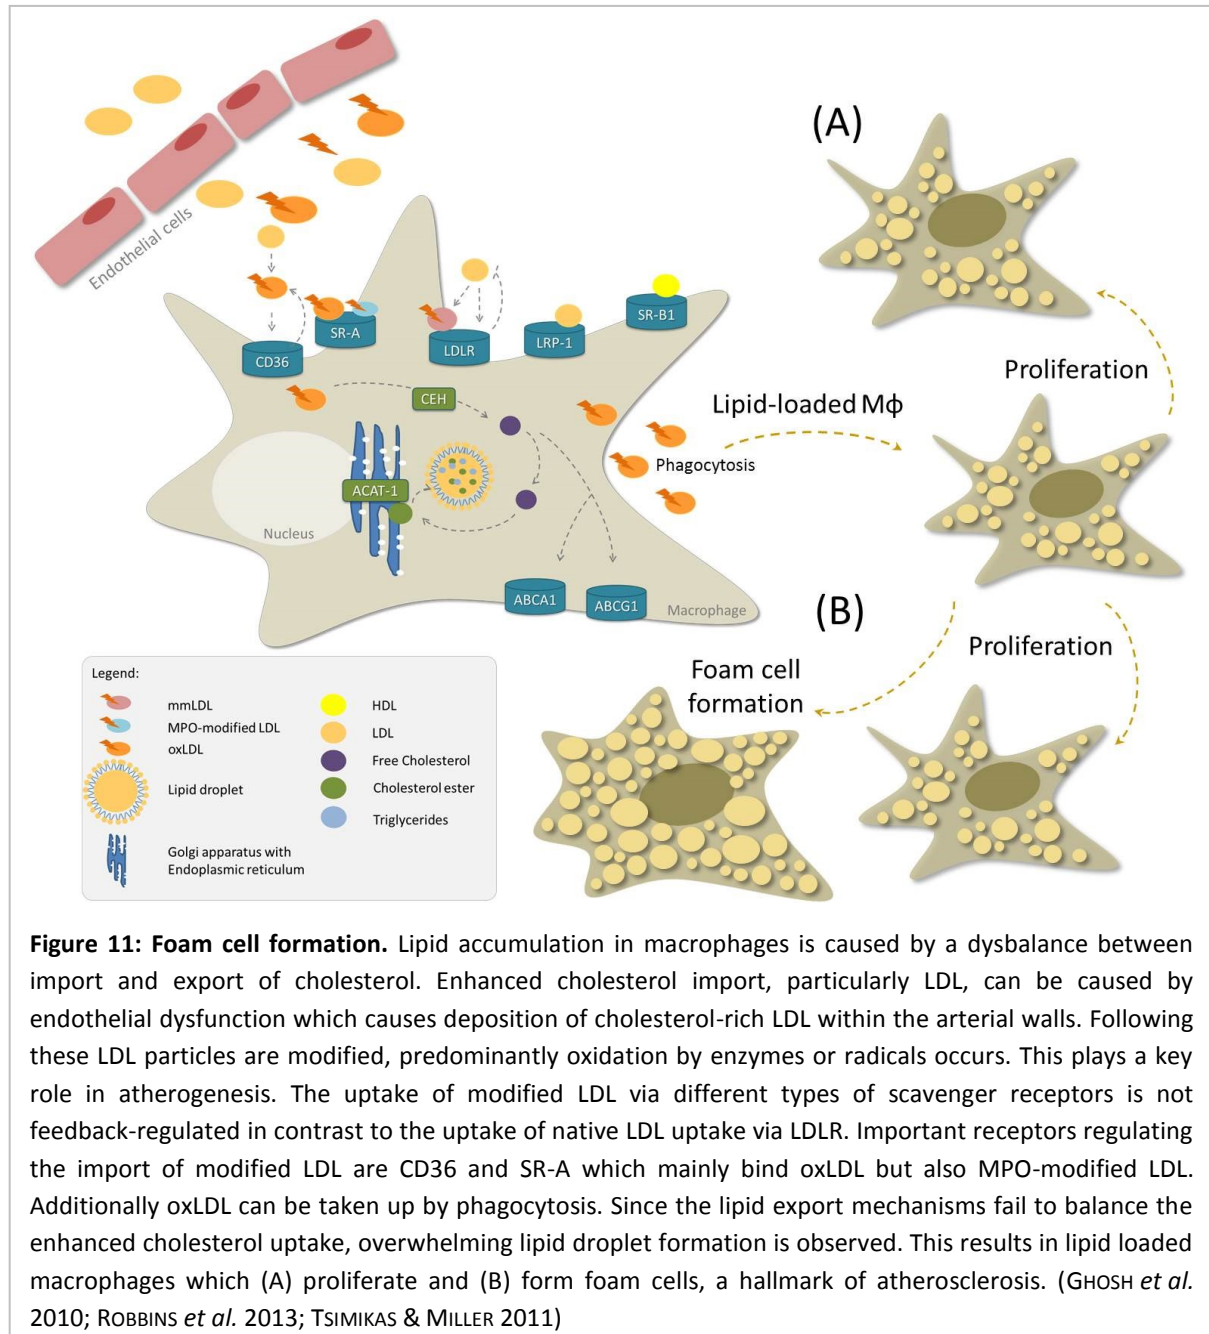 (A)
Endothelial cells
SR-B1
SR-A
LRP-1
LDLR
CD36
Proliferation
CEH
Lipid-loaded Mϕ
Phagocytosis
ACAT-1
Nucleus
ABCA1
ABCG1
Macrophage
(B)
Proliferation
Foam cell
formation
Legend:
mmLDL
MPO-modified LDL
oxLDL
Lipid droplet
Golgi apparatus with
Endoplasmic reticulum
HDL
LDL
Free Cholesterol
Cholesterol ester
Triglycerides
Figure 11: Foam cell formation. Lipid accumulation in macrophages is caused by a dysbalance between
import and export of cholesterol. Enhanced cholesterol import, particularly LDL, can be caused by
endothelial dysfunction which causes deposition of cholesterol-rich LDL within the arterial walls. Following
these LDL particles are modified, predominantly oxidation by enzymes or radicals occurs. This plays a key
role in atherogenesis. The uptake of modified LDL via different types of scavenger receptors is not
feedback-regulated in contrast to the uptake of native LDL uptake via LDLR. Important receptors regulating
the import of modified LDL are CD36 and SR-A which mainly bind oxLDL but also MPO-modified LDL.
Additionally oxLDL can be taken up by phagocytosis. Since the lipid export mechanisms fail to balance the
enhanced cholesterol uptake, overwhelming lipid droplet formation is observed. This results in lipid loaded
macrophages which (A) proliferate and (B) form foam cells, a hallmark of atherosclerosis. (GHOSH et al.
2010; ROBBINS et al. 2013; TSIMIKAS & MILLER 2011)